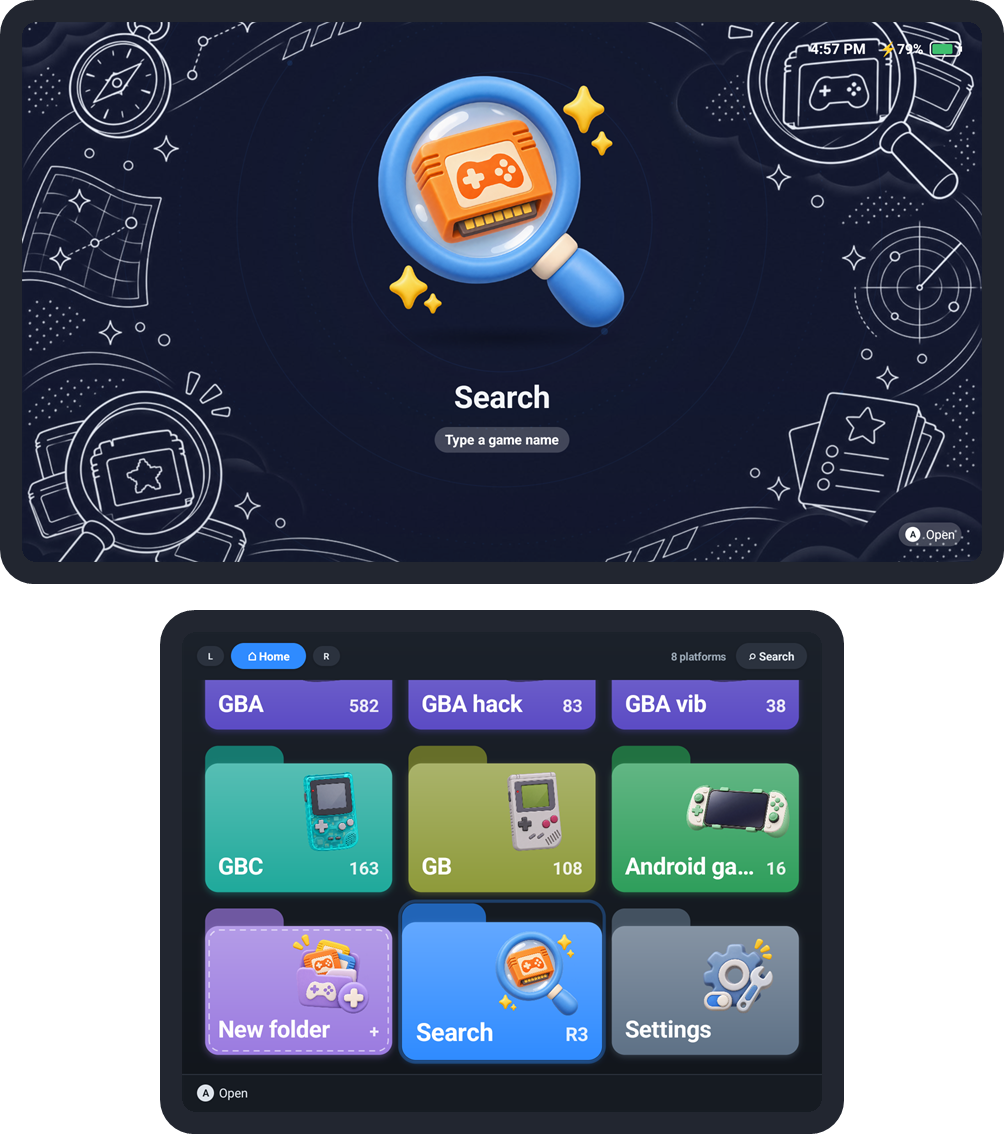 4:57 PM 79%
Search
Type a game name
A Open
L Home R 8 platforms Search
GBA 582 GBA hack 83 GBA vib 38
GBC 163 GB 108 Android ga... 16
New folder + Search R3 Settings
A Open